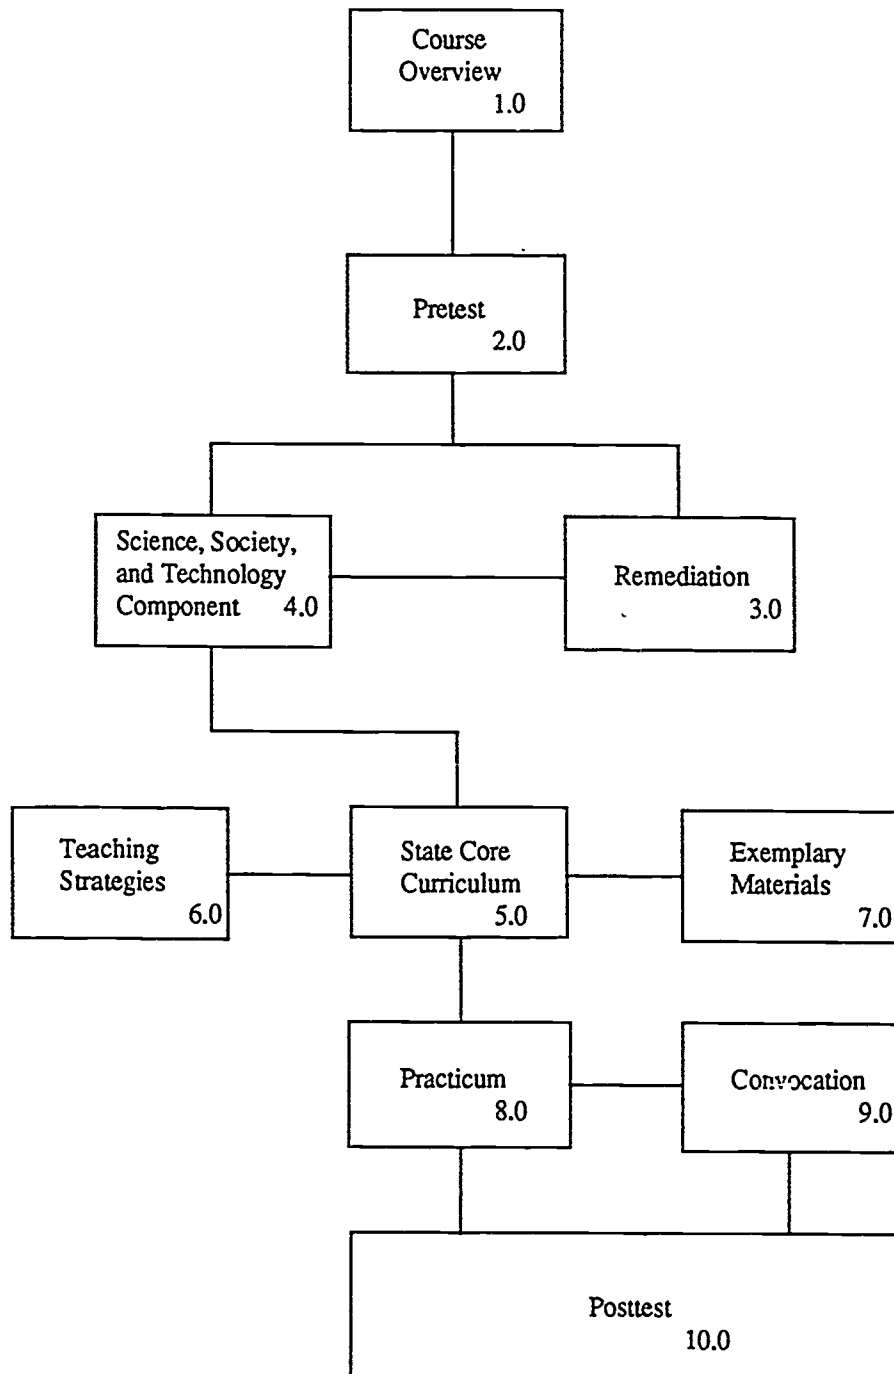 Course
Overview
1.0
Pretest
2.0
Science, Society,
and Technology
Component 4.0
Remediation
3.0
Teaching
Strategies
6.0
State Core
Curriculum
5.0
Exemplary
Materials
7.0
Practicum
8.0
Convocation
9.0
Posttest
10.0